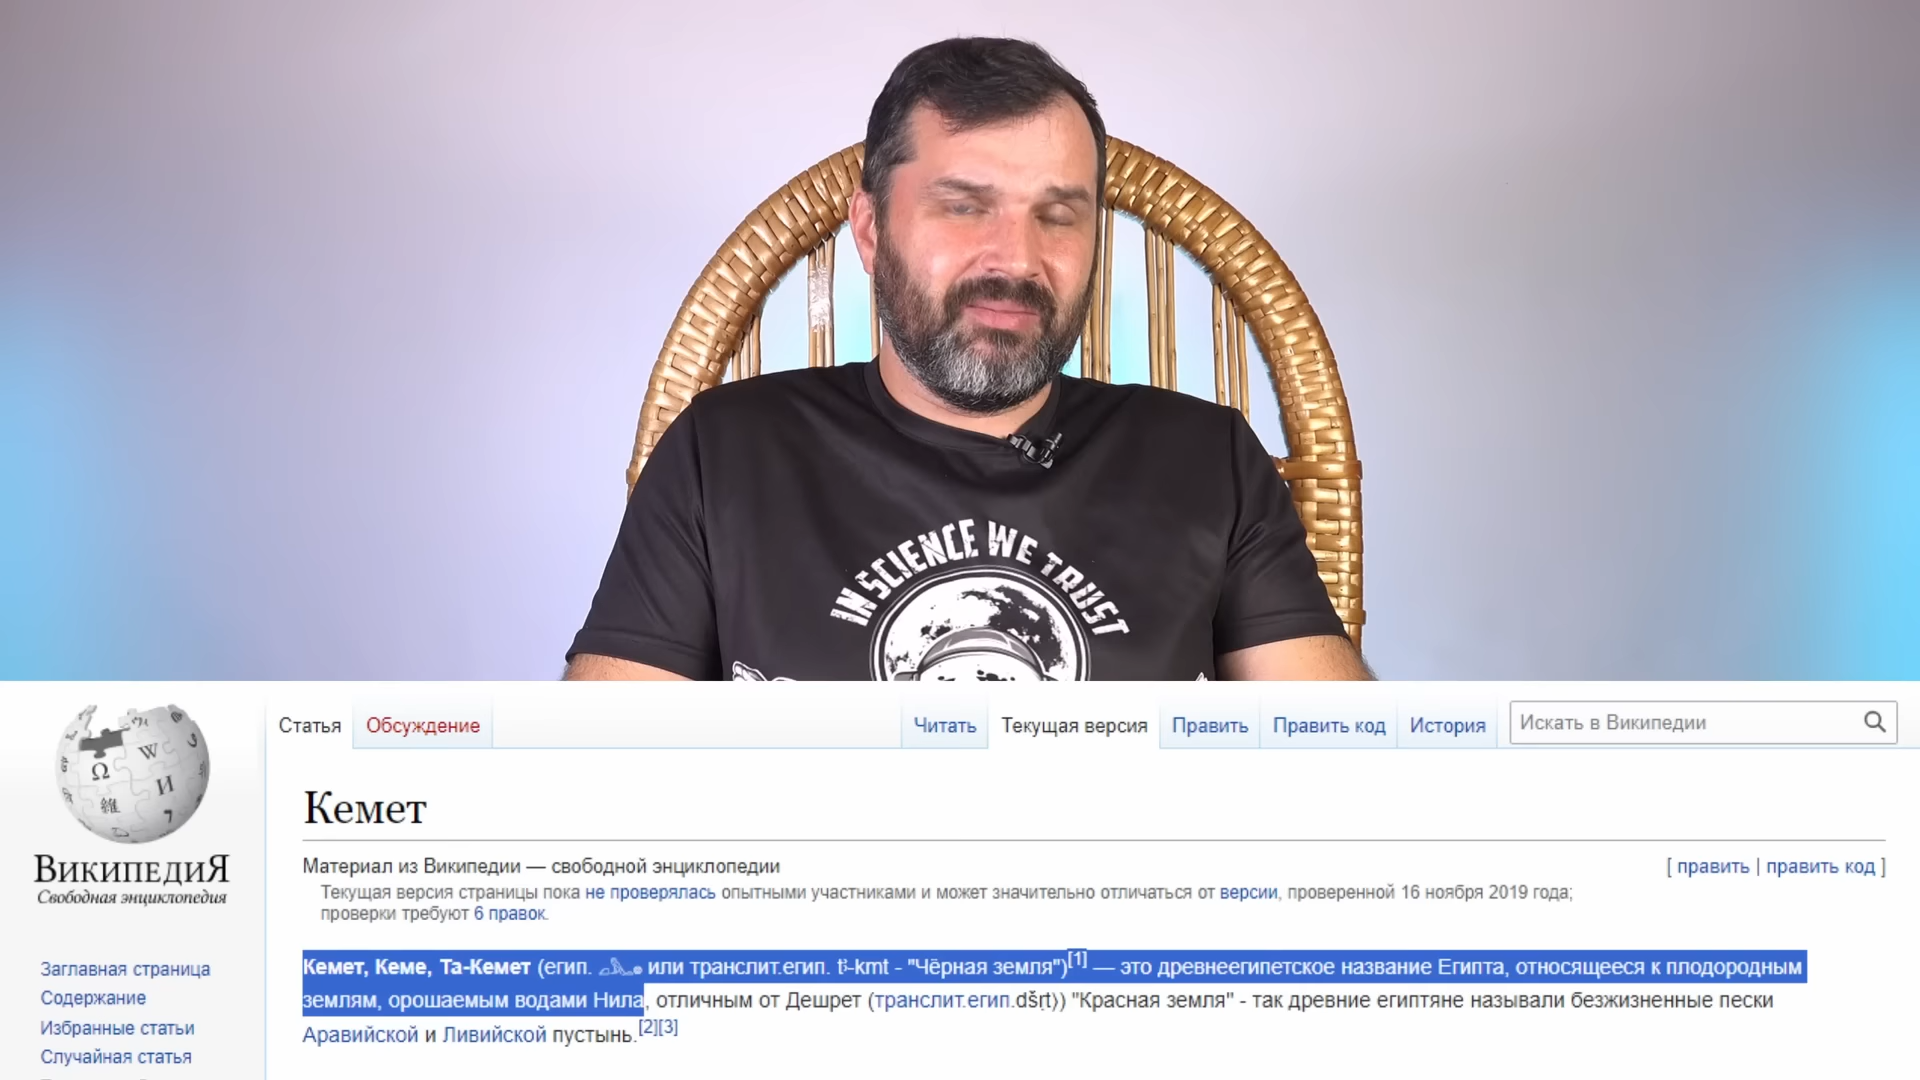 IN SCIENCE WE TRUST
Статья
Обсуждение
Читать
Текущая версия
Править
Править код
История
Искать в Википедии
Кемет
ВикипедиЯ
Свободная энциклопедия
Материал из Википедии — свободной энциклопедии
[ править | править код ]
Текущая версия страницы пока не проверялась опытными участниками и может значительно отличаться от версии, проверенной 16 ноября 2019 года;
проверки требуют 6 правок.
Кемет, Кеме, Та-Кемет (егип. или транслит.егип. tꜣ-kmt - "Чёрная земля")[1] — это древнеегипетское название Египта, относящееся к плодородным
землям, орошаемым водами Нила, отличным от Дешрет (транслит.егип.dšṛt)) "Красная земля" - так древние египтяне называли безжизненные пески
Аравийской и Ливийской пустынь.[2][3]
Заглавная страница
Содержание
Избранные статьи
Случайная статья